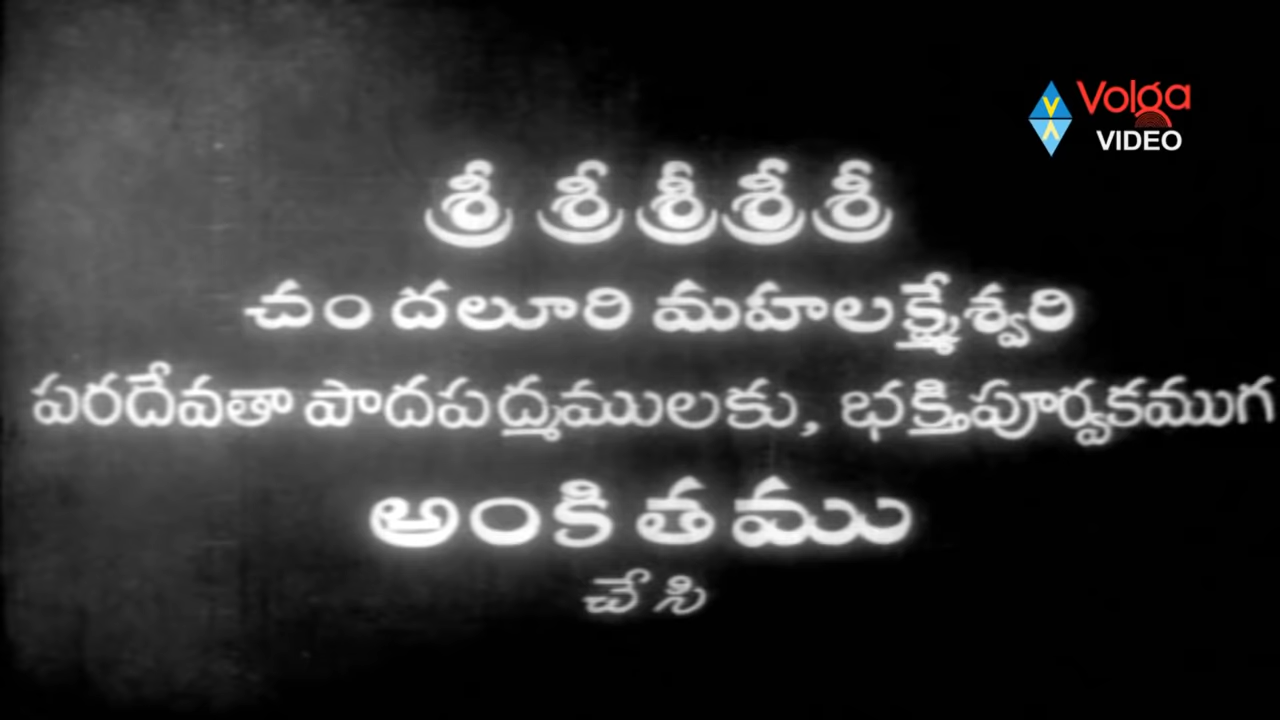 Volga
VIDEO
శ్రీ శ్రీ శ్రీ శ్రీ శ్రీ
చందలూరి మహాలక్ష్మేశ్వరి
పరదేవతా పాదపద్మములకు, భక్తిపూర్వకముగ
అంకితము
చేసి